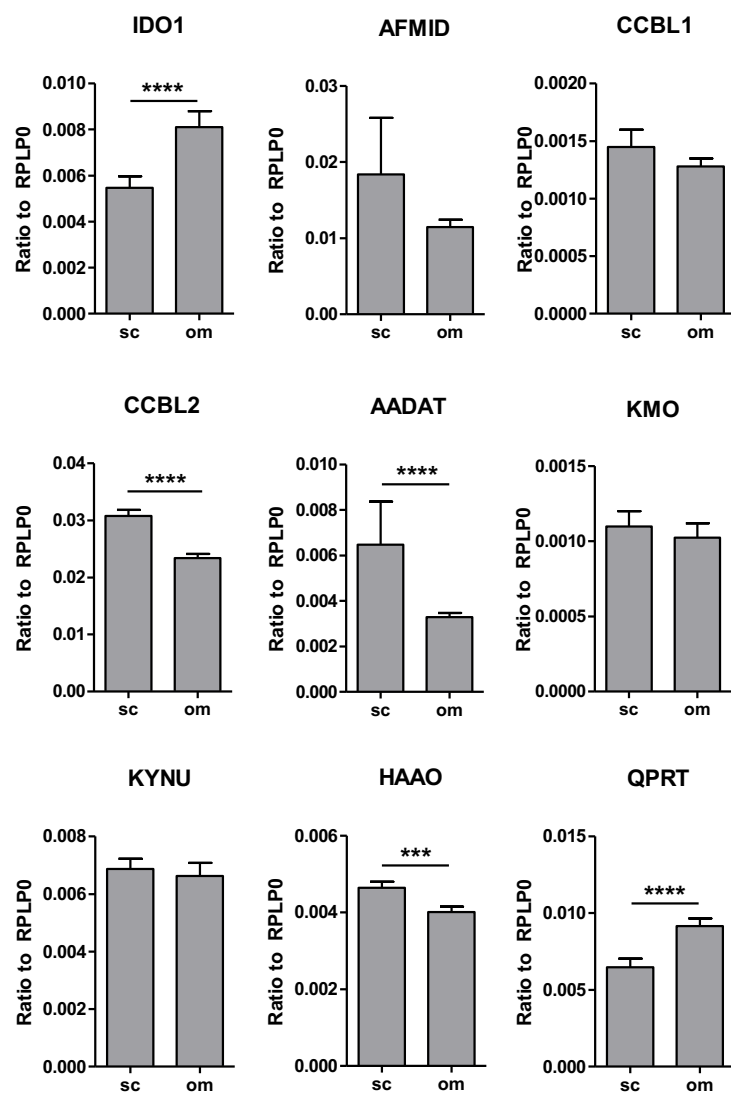 IDO1
AFMID
CCBL1
0.010
0.008
0.006
0.004
0.002
0.000
Ratio to RPLP0
****
sc om
0.03
0.02
0.01
0.00
Ratio to RPLP0
sc om
0.0020
0.0015
0.0010
0.0005
0.0000
Ratio to RPLP0
sc om
CCBL2
AADAT
KMO
0.04
0.03
0.02
0.01
0.00
Ratio to RPLP0
****
sc om
0.010
0.008
0.006
0.004
0.002
0.000
Ratio to RPLP0
****
sc om
0.0015
0.0010
0.0005
0.0000
Ratio to RPLP0
sc om
KYNU
HAAO
QPRT
0.008
0.006
0.004
0.002
0.000
Ratio to RPLP0
sc om
0.006
0.004
0.002
0.000
Ratio to RPLP0
***
sc om
0.015
0.010
0.005
0.000
Ratio to RPLP0
****
sc om